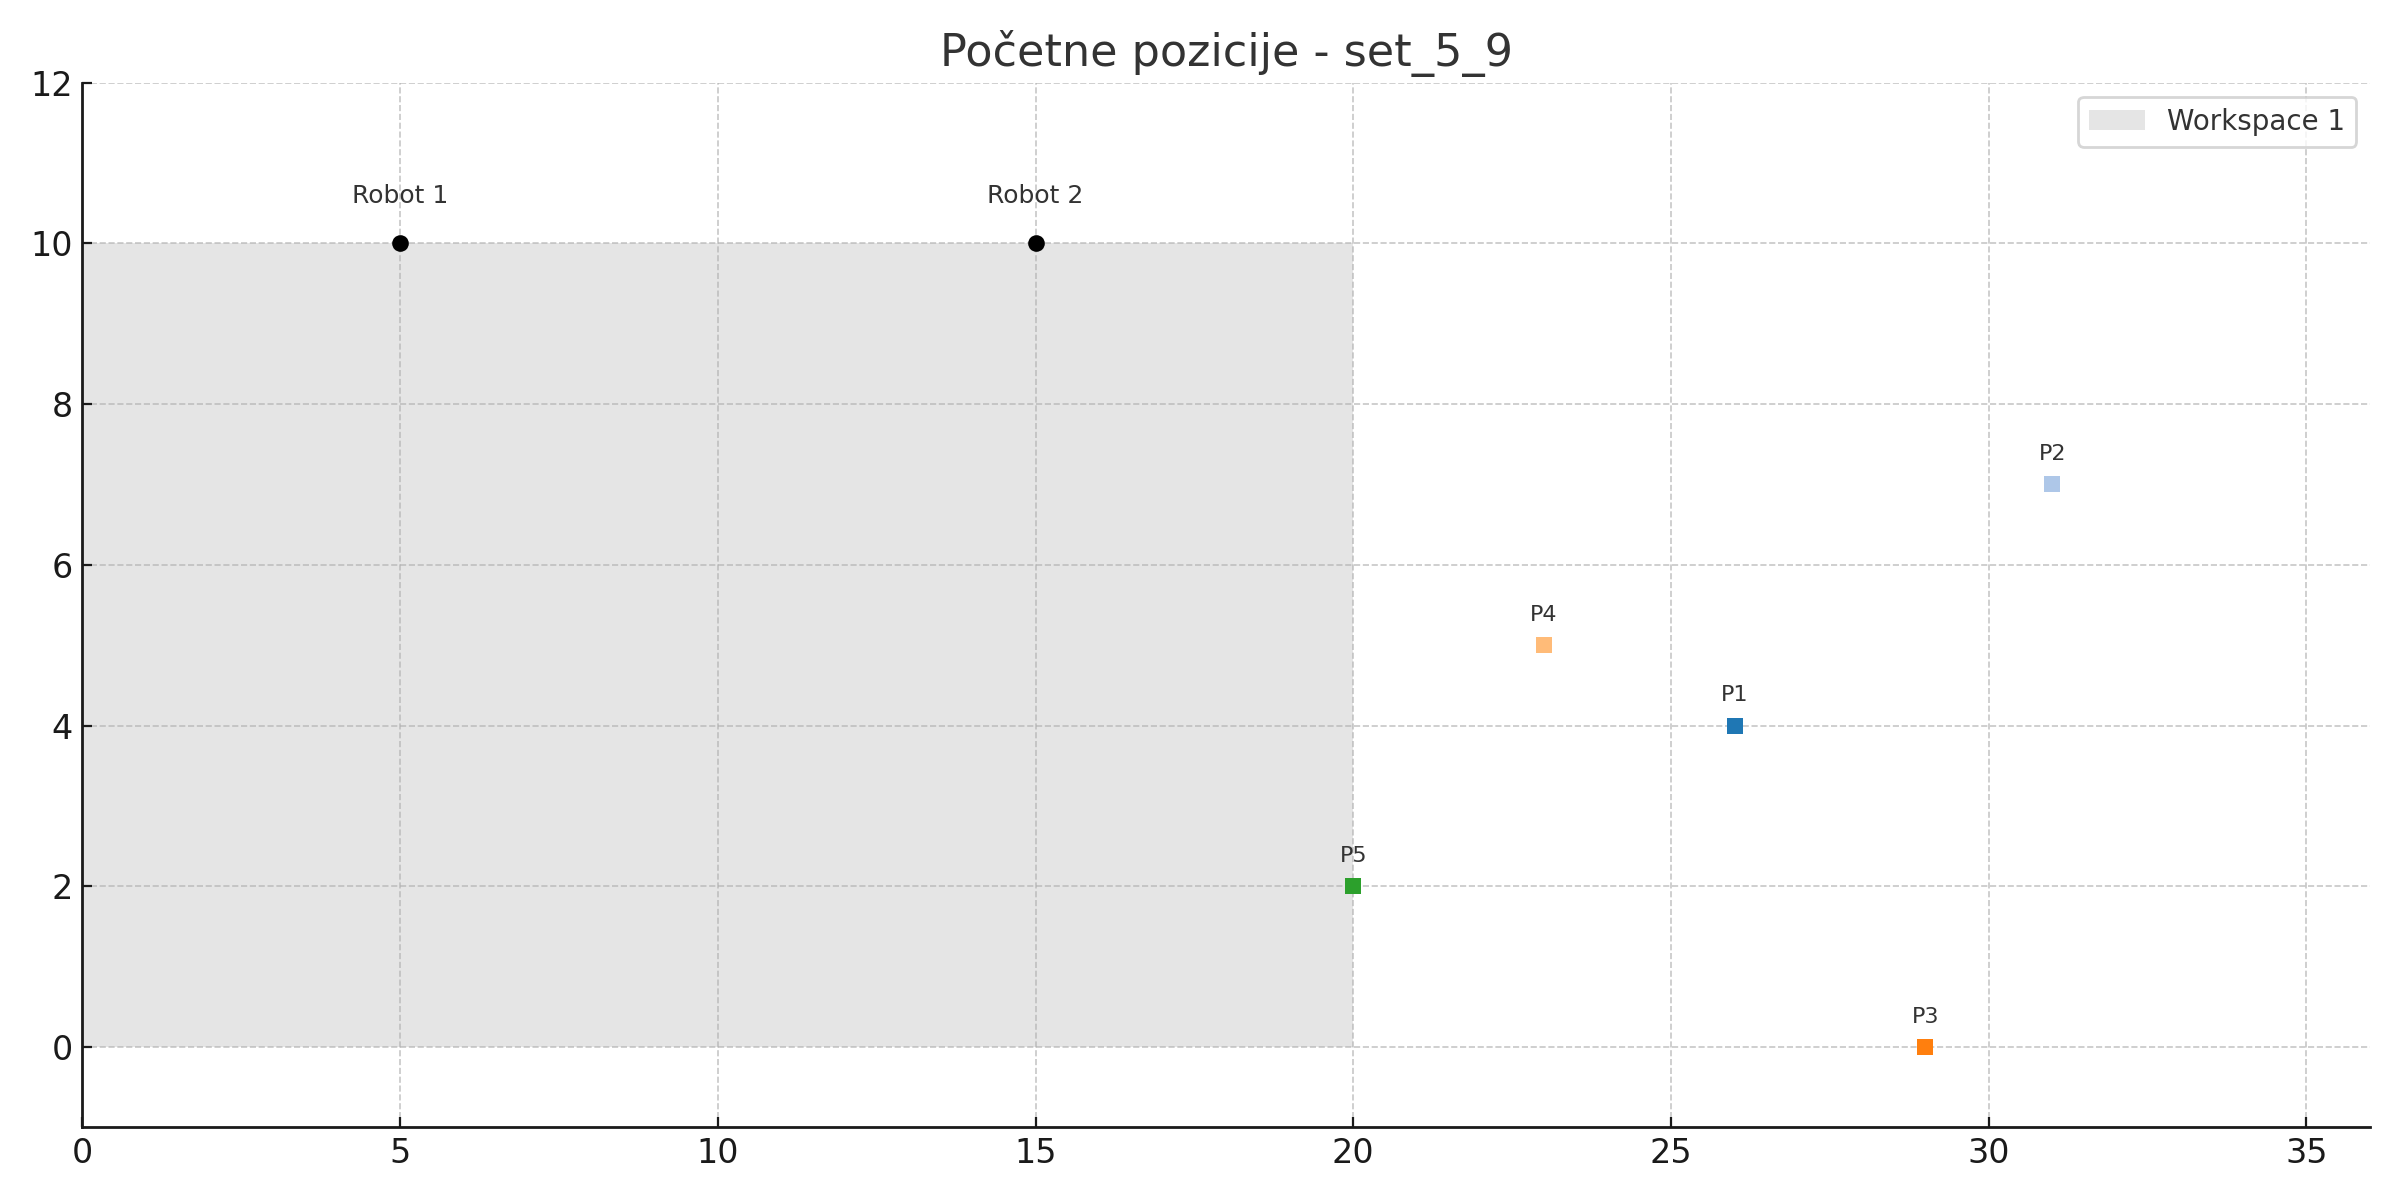 Početne pozicije - set_5_9
Workspace 1
Robot 1
Robot 2
P2
P4
P1
P5
P3
12
10
8
6
4
2
0
0 5 10 15 20 25 30 35